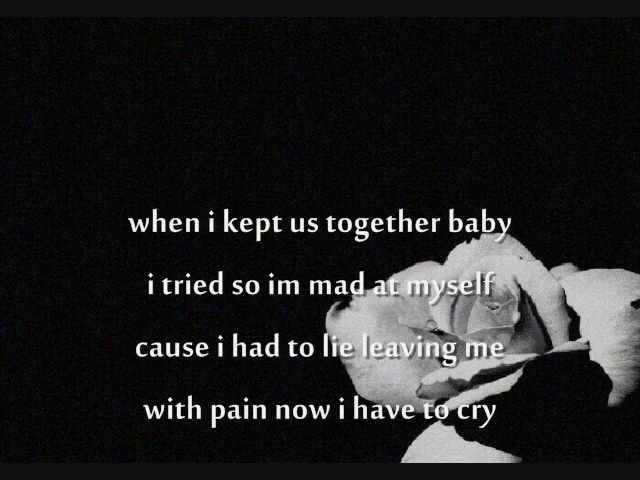 when i kept us together baby
i tried so im mad at myself
cause i had to lie leaving me
with pain now i have to cry